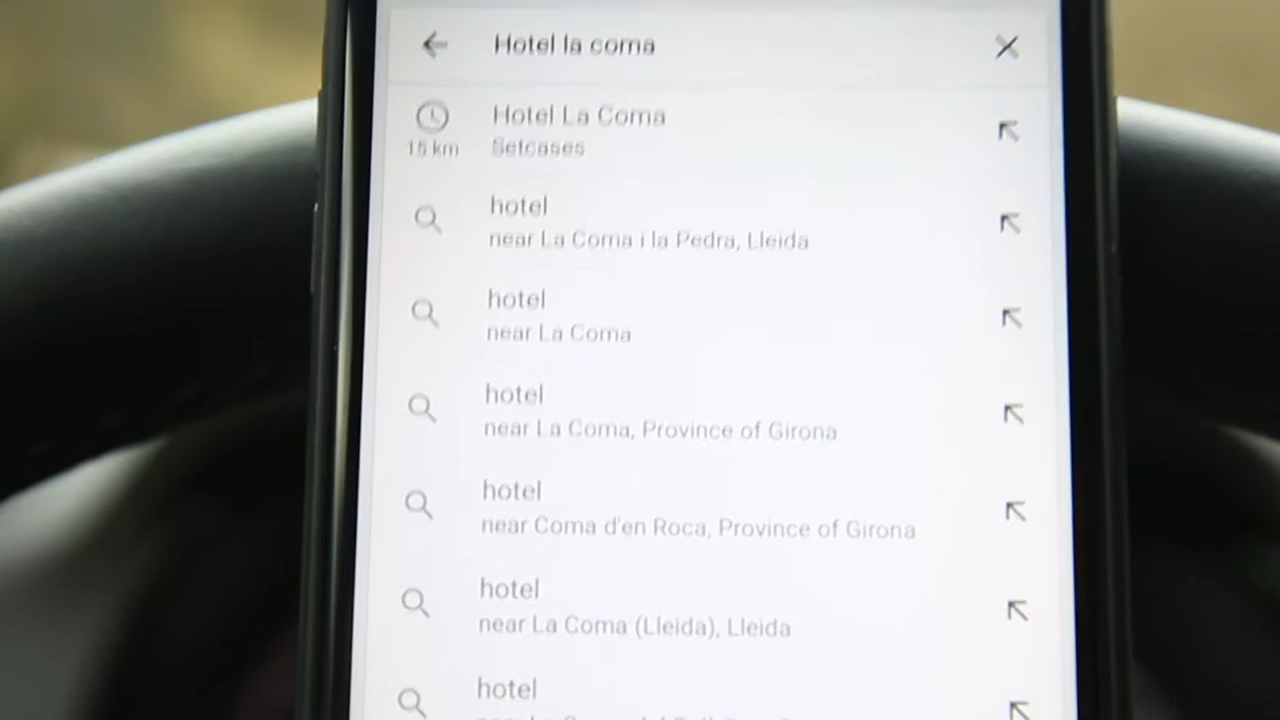 Hotel la coma
Hotel La Coma
15 km Setcases
hotel
near La Coma i la Pedra, Lleida
hotel
near La Coma
hotel
near La Coma, Province of Girona
hotel
near Coma d'en Roca, Province of Girona
hotel
near La Coma (Lleida), Lleida
hotel